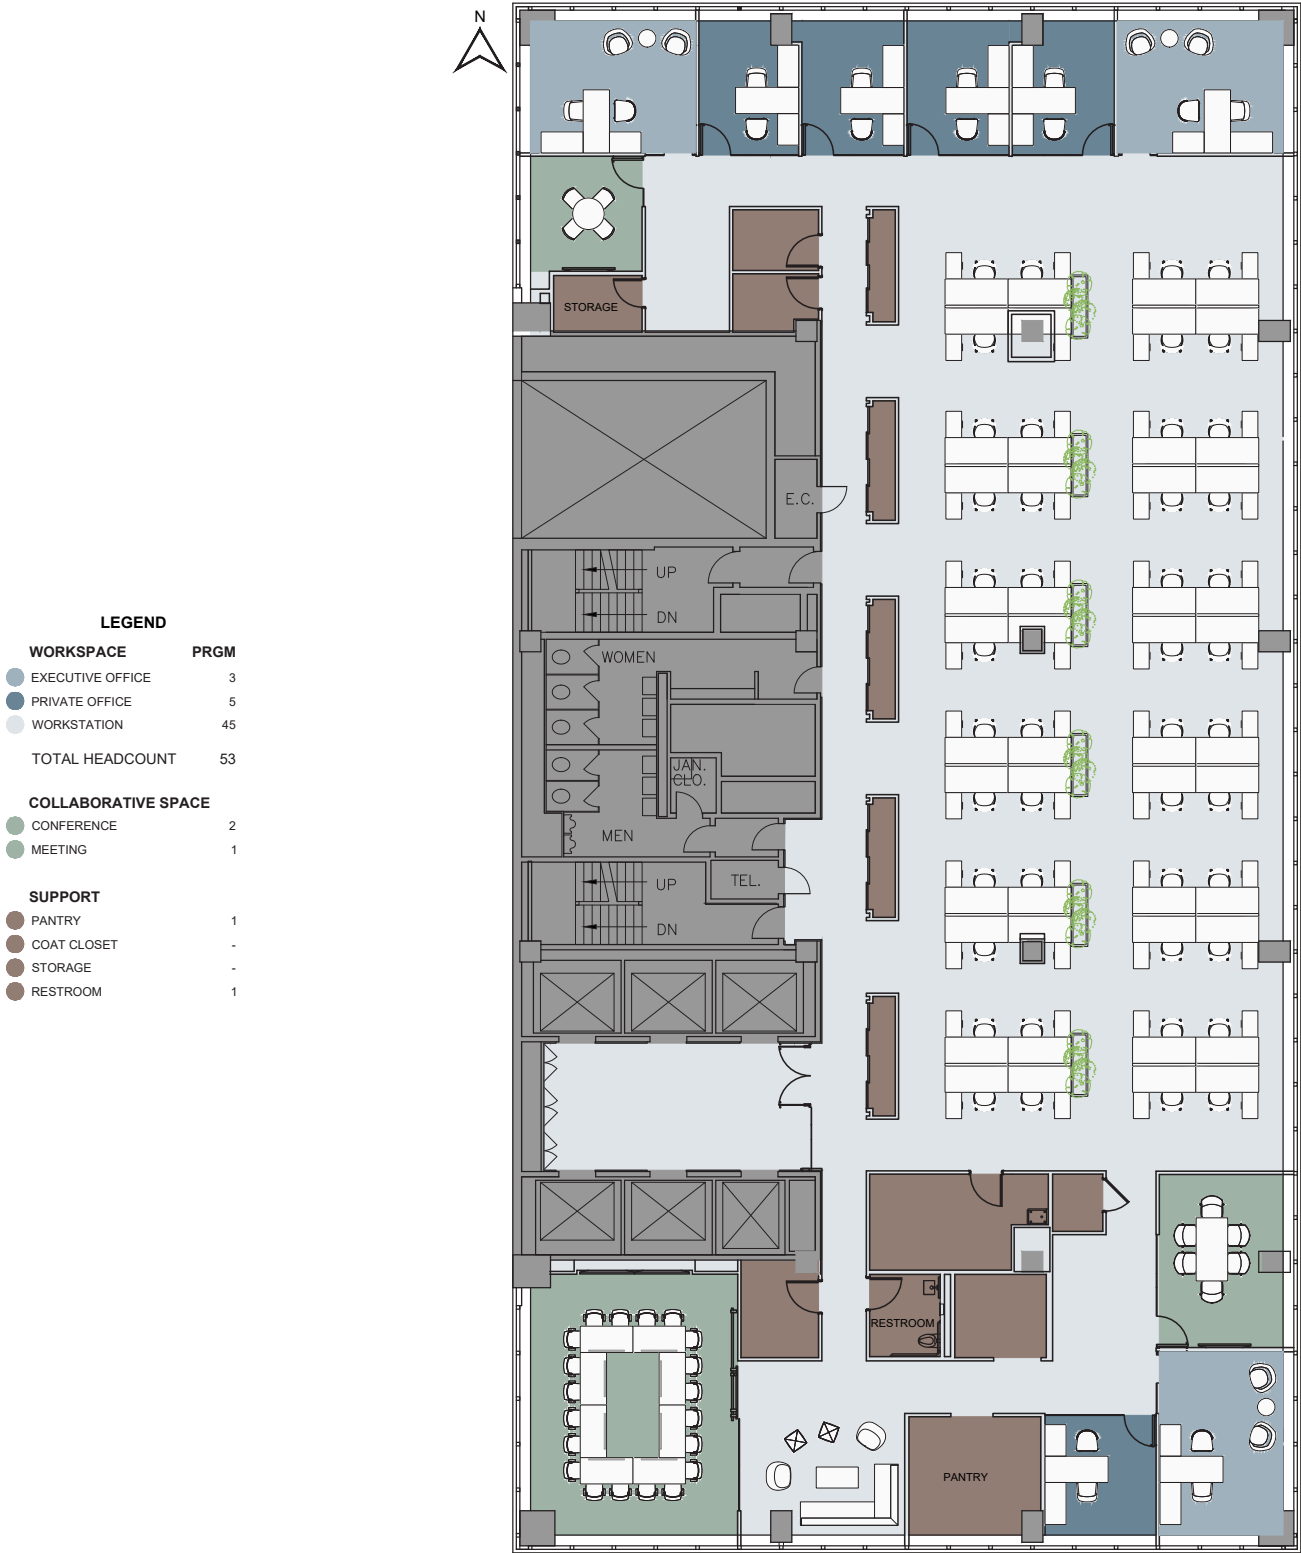 N
STORAGE
E.C.
UP
DN
WOMEN
JAN.
CLO.
MEN
TEL.
UP
DN
RESTROOM
PANTRY
LEGEND
WORKSPACE PRGM
EXECUTIVE OFFICE 3
PRIVATE OFFICE 5
WORKSTATION 45
TOTAL HEADCOUNT 53
COLLABORATIVE SPACE
CONFERENCE 2
MEETING 1
SUPPORT
PANTRY 1
COAT CLOSET -
STORAGE -
RESTROOM 1